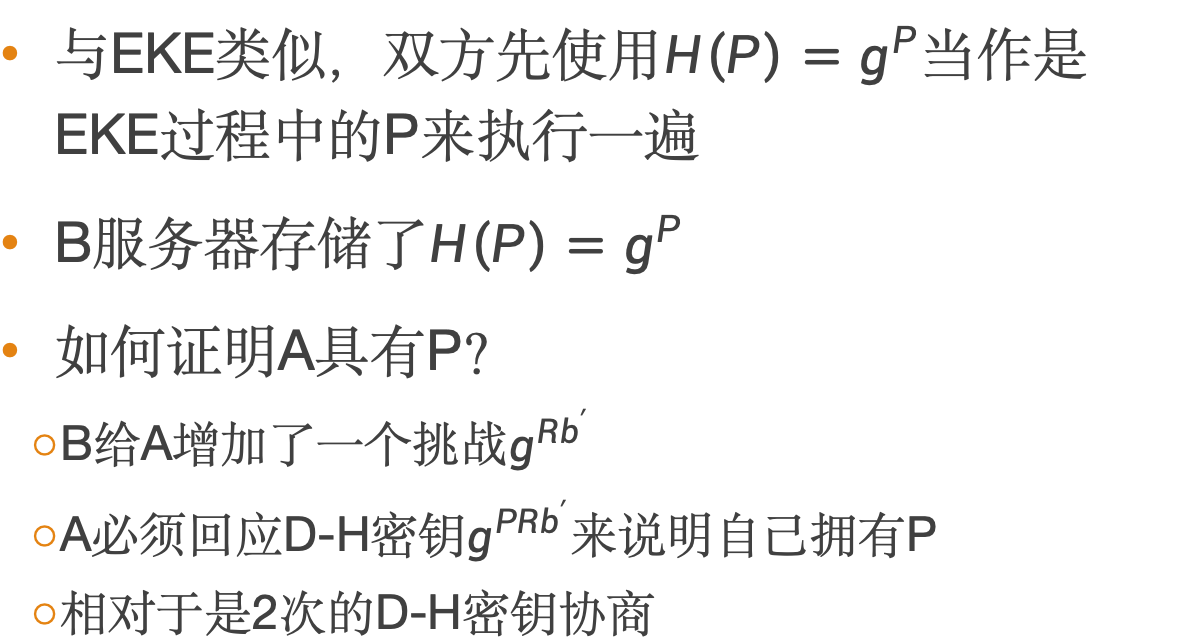 • 与EKE类似，双方先使用H(P) = g^P当作是
EKE过程中的P来执行一遍
• B服务器存储了H(P) = g^P
• 如何证明A具有P？
○B给A增加了一个挑战g^{Rb′}
○A必须回应D-H密钥g^{PRb′}来说明自己拥有P
○相对于是2次的D-H密钥协商